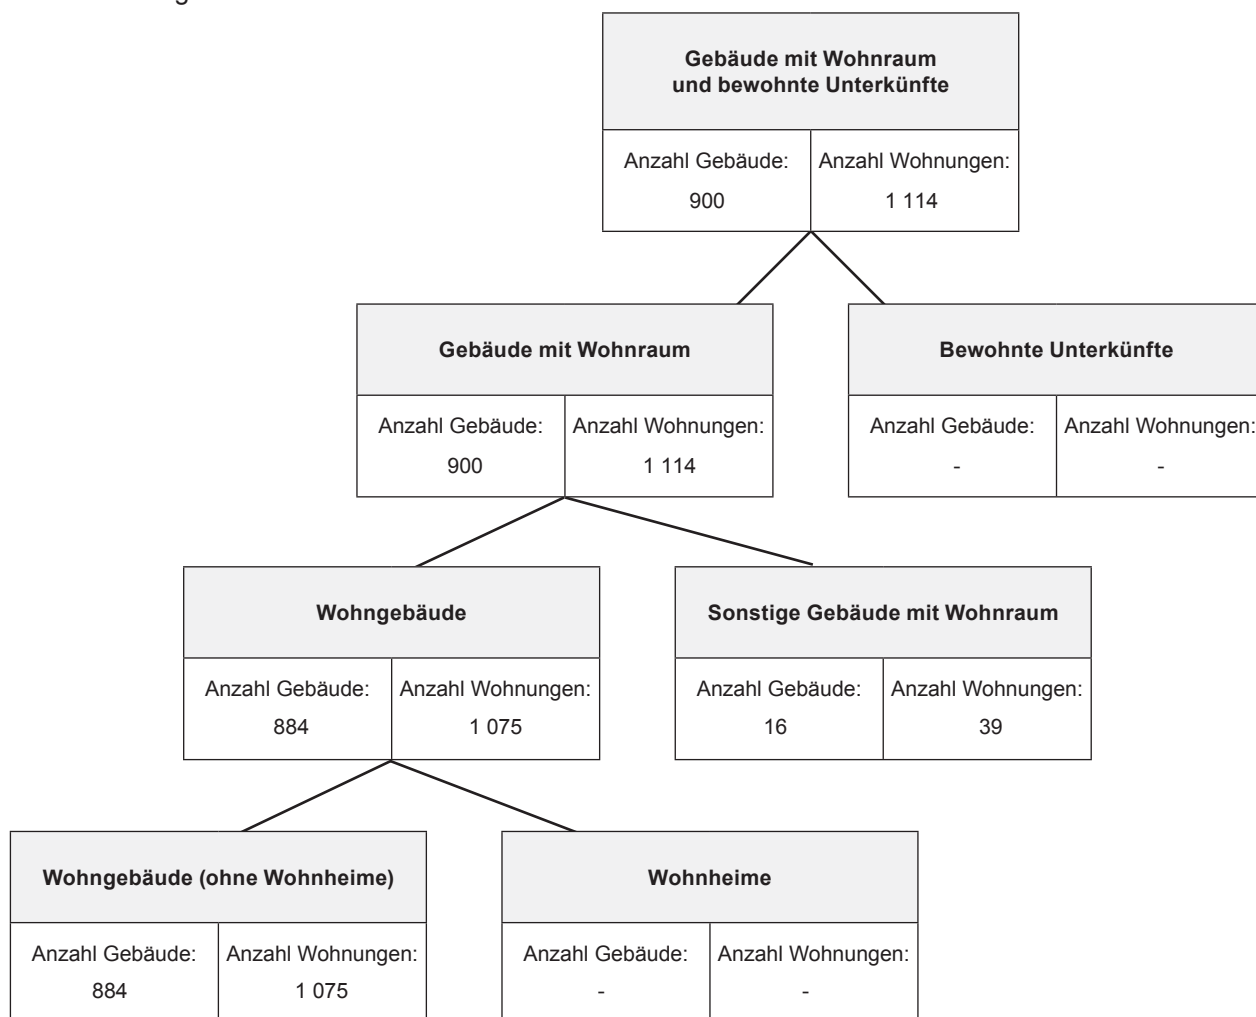 Gebäude mit Wohnraum
und bewohnte Unterkünfte
Anzahl Gebäude: Anzahl Wohnungen:
900 1 114
Gebäude mit Wohnraum
Anzahl Gebäude: Anzahl Wohnungen:
900 1 114
Bewohnte Unterkünfte
Anzahl Gebäude: Anzahl Wohnungen:
- -
Wohngebäude
Anzahl Gebäude: Anzahl Wohnungen:
884 1 075
Sonstige Gebäude mit Wohnraum
Anzahl Gebäude: Anzahl Wohnungen:
16 39
Wohngebäude (ohne Wohnheime)
Anzahl Gebäude: Anzahl Wohnungen:
884 1 075
Wohnheime
Anzahl Gebäude: Anzahl Wohnungen:
- -